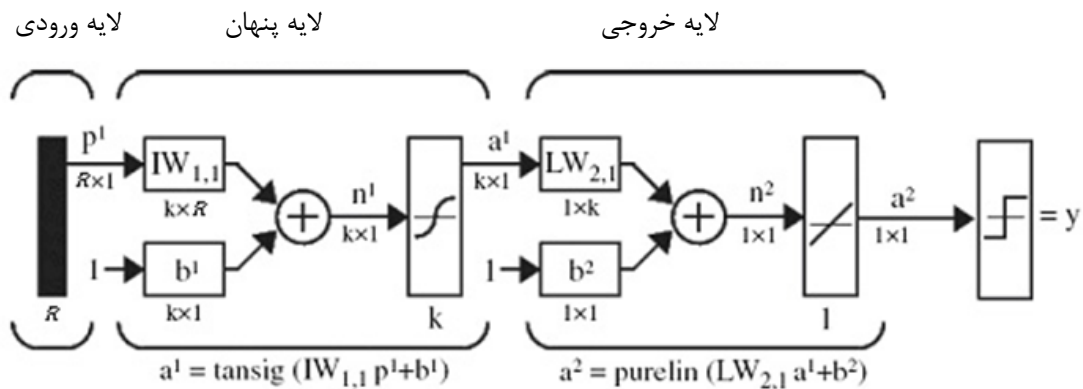 لایه ورودی
لایه پنهان
لایه خروجی
p¹
R×1
IW₁,₁
k×R
1
b¹
k×1
n¹
k×1
k
a¹
k×1
LW₂,₁
1×k
1
b²
1×1
n²
1×1
1
a²
1×1
= y
R
a¹ = tansig (IW₁,₁ p¹+b¹)
a² = purelin (LW₂,₁ a¹+b²)